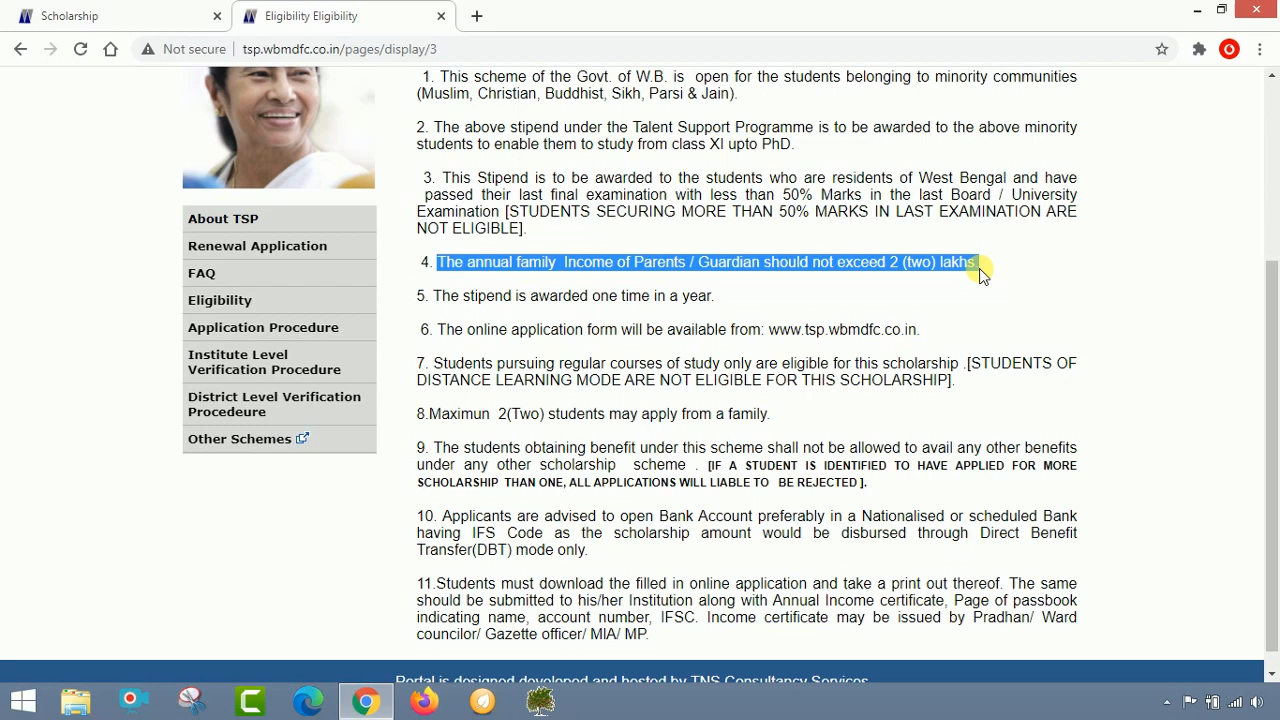 Scholarship
Eligibility Eligibility
Not secure
tsp.wbmdfc.co.in/pages/display/3
1. This scheme of the Govt. of W.B. is open for the students belonging to minority communities
(Muslim, Christian, Buddhist, Sikh, Parsi & Jain).
2. The above stipend under the Talent Support Programme is to be awarded to the above minority
students to enable them to study from class XI upto PhD.
3. This Stipend is to be awarded to the students who are residents of West Bengal and have
passed their last final examination with less than 50% Marks in the last Board / University
Examination [STUDENTS SECURING MORE THAN 50% MARKS IN LAST EXAMINATION ARE
NOT ELIGIBLE].
4. The annual family Income of Parents / Guardian should not exceed 2 (two) lakhs.
5. The stipend is awarded one time in a year.
6. The online application form will be available from: www.tsp.wbmdfc.co.in.
7. Students pursuing regular courses of study only are eligible for this scholarship .[STUDENTS OF
DISTANCE LEARNING MODE ARE NOT ELIGIBLE FOR THIS SCHOLARSHIP].
8.Maximun 2(Two) students may apply from a family.
9. The students obtaining benefit under this scheme shall not be allowed to avail any other benefits
under any other scholarship scheme . [IF A STUDENT IS IDENTIFIED TO HAVE APPLIED FOR MORE
SCHOLARSHIP THAN ONE, ALL APPLICATIONS WILL LIABLE TO BE REJECTED ].
10. Applicants are advised to open Bank Account preferably in a Nationalised or scheduled Bank
having IFS Code as the scholarship amount would be disbursed through Direct Benefit
Transfer(DBT) mode only.
11.Students must download the filled in online application and take a print out thereof. The same
should be submitted to his/her Institution along with Annual Income certificate, Page of passbook
indicating name, account number, IFSC. Income certificate may be issued by Pradhan/ Ward
councilor/ Gazette officer/ MlA/ MP.
About TSP
Renewal Application
FAQ
Eligibility
Application Procedure
Institute Level
Verification Procedure
District Level Verification
Procedeure
Other Schemes
Portal is designed developed and hosted by TNS Consultancy Services